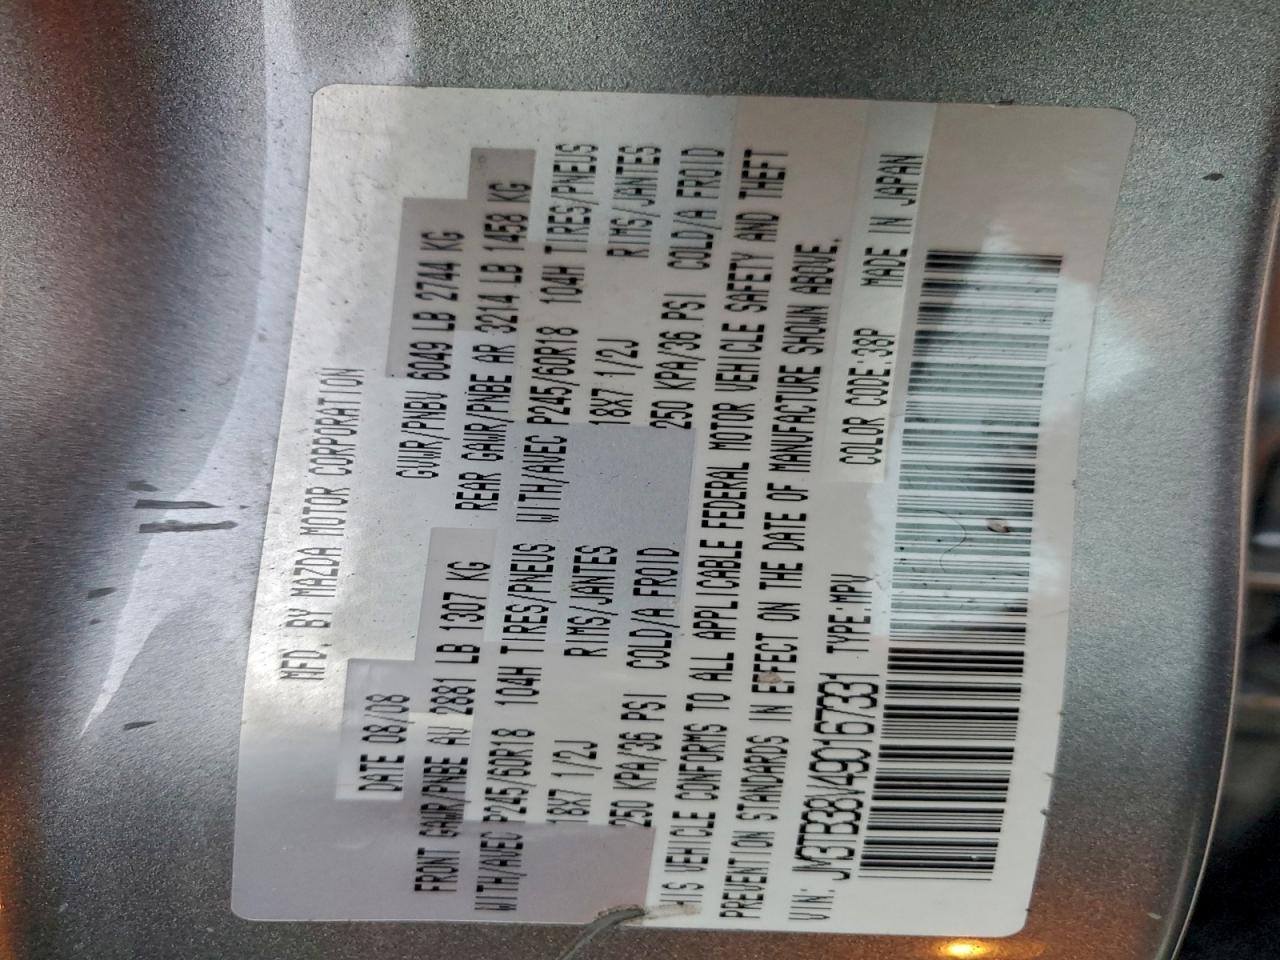 MFD. BY MAZDA MOTOR CORPORATION
DATE 08/08 GVWR/PNBV 6049 LB 2744 KG
FRONT GAWR/PNBE AV 2881 LB 1307 KG REAR GAWR/PNBE AR 3214 LB 1458 KG
WITH/AVEC P245/60R18 104H TIRES/PNEUS WITH/AVEC P245/60R18 104H TIRES/PNEUS
18X7 1/2J RIMS/JANTES 18X7 1/2J RIMS/JANTES
250 KPA/36 PSI COLD/A FROID 250 KPA/36 PSI COLD/A FROID
VEHICLE CONFORMS TO ALL APPLICABLE FEDERAL MOTOR VEHICLE SAFETY AND THEFT
PREVENTION STANDARDS IN EFFECT ON THE DATE OF MANUFACTURE SHOWN ABOVE.
VIN: JM3TB38V490167331 TYPE:MPV COLOR CODE:38P MADE IN JAPAN